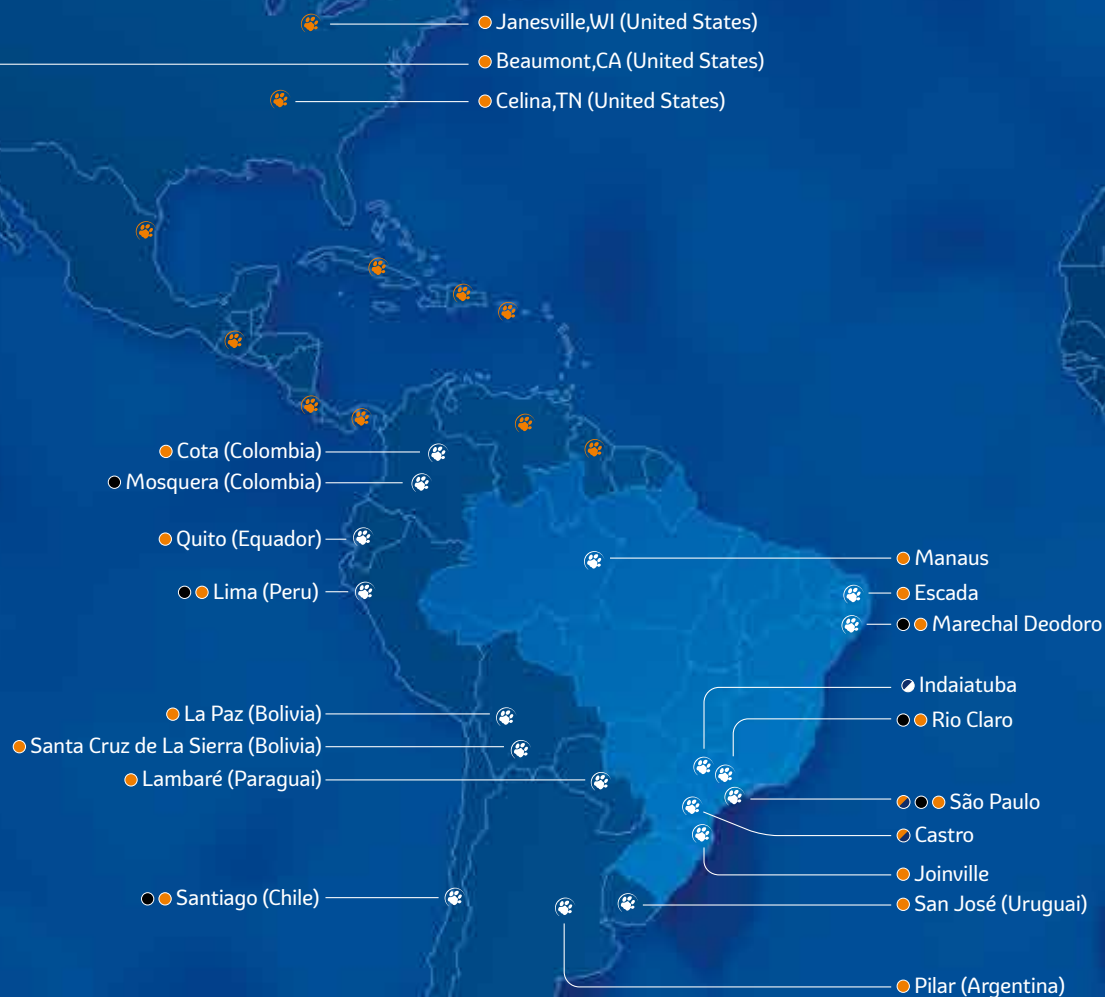 Janesville,WI (United States)
Beaumont,CA (United States)
Celina,TN (United States)
Cota (Colombia)
Mosquera (Colombia)
Quito (Equador)
Lima (Peru)
La Paz (Bolivia)
Santa Cruz de La Sierra (Bolivia)
Lambaré (Paraguai)
Santiago (Chile)
Manaus
Escada
Marechal Deodoro
Indaiatuba
Rio Claro
São Paulo
Castro
Joinville
San José (Uruguai)
Pilar (Argentina)